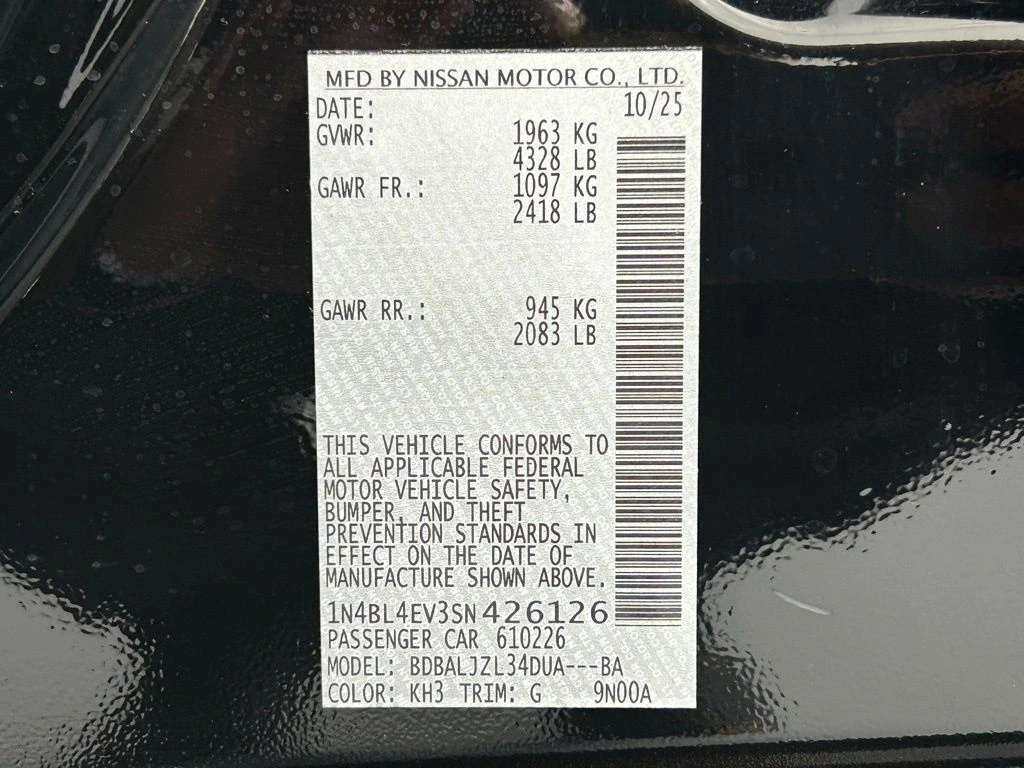 MFD BY NISSAN MOTOR CO., LTD.
DATE: 10/25
GVWR: 1963 KG
4328 LB
GAWR FR.: 1097 KG
2418 LB
GAWR RR.: 945 KG
2083 LB
THIS VEHICLE CONFORMS TO
ALL APPLICABLE FEDERAL
MOTOR VEHICLE SAFETY,
BUMPER, AND THEFT
PREVENTION STANDARDS IN
EFFECT ON THE DATE OF
MANUFACTURE SHOWN ABOVE.
1N4BL4EV3SN426126
PASSENGER CAR 610226
MODEL: BDBALJZL34DUA---BA
COLOR: KH3 TRIM: G 9N00A